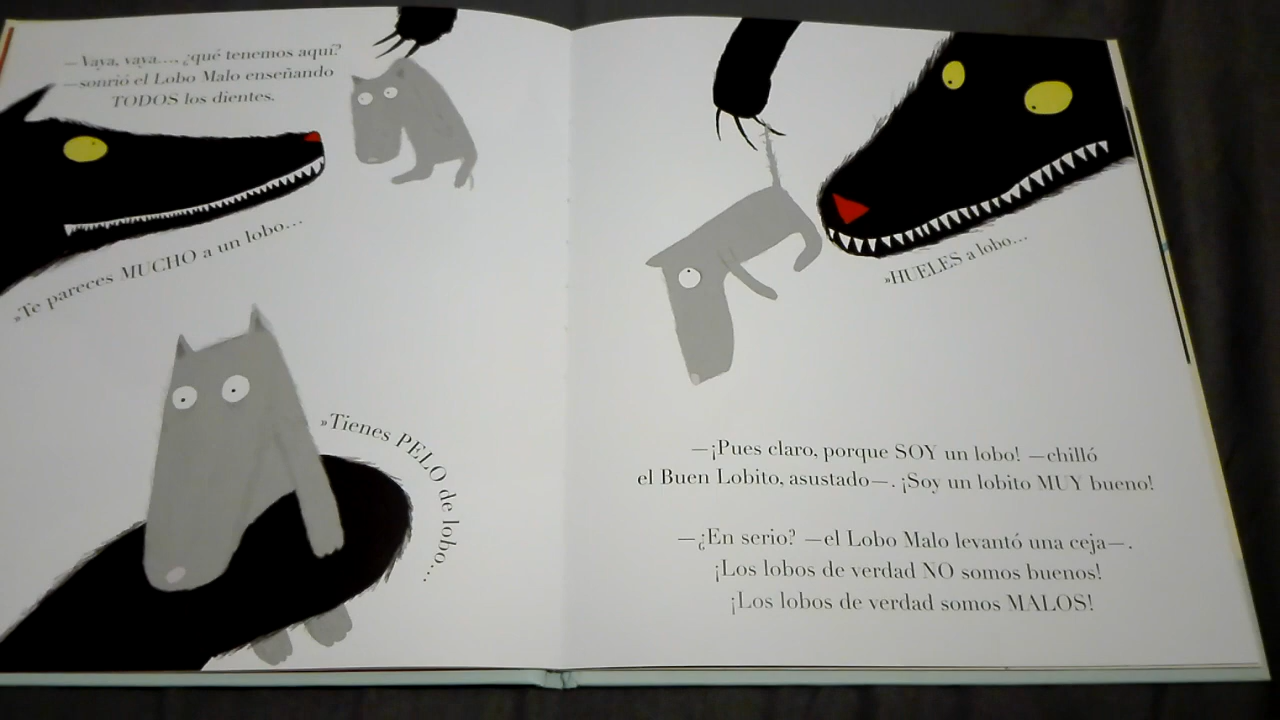 —Vaya, vaya..., ¿qué tenemos aquí?
—sonrió el Lobo Malo enseñando
TODOS los dientes.
»Te pareces MUCHO a un lobo...
»Tienes PELO de lobo...
»HUELES a lobo...
—¡Pues claro, porque SOY un lobo! —chilló
el Buen Lobito, asustado—. ¡Soy un lobito MUY bueno!
—¿En serio? —el Lobo Malo levantó una ceja—.
¡Los lobos de verdad NO somos buenos!
¡Los lobos de verdad somos MALOS!